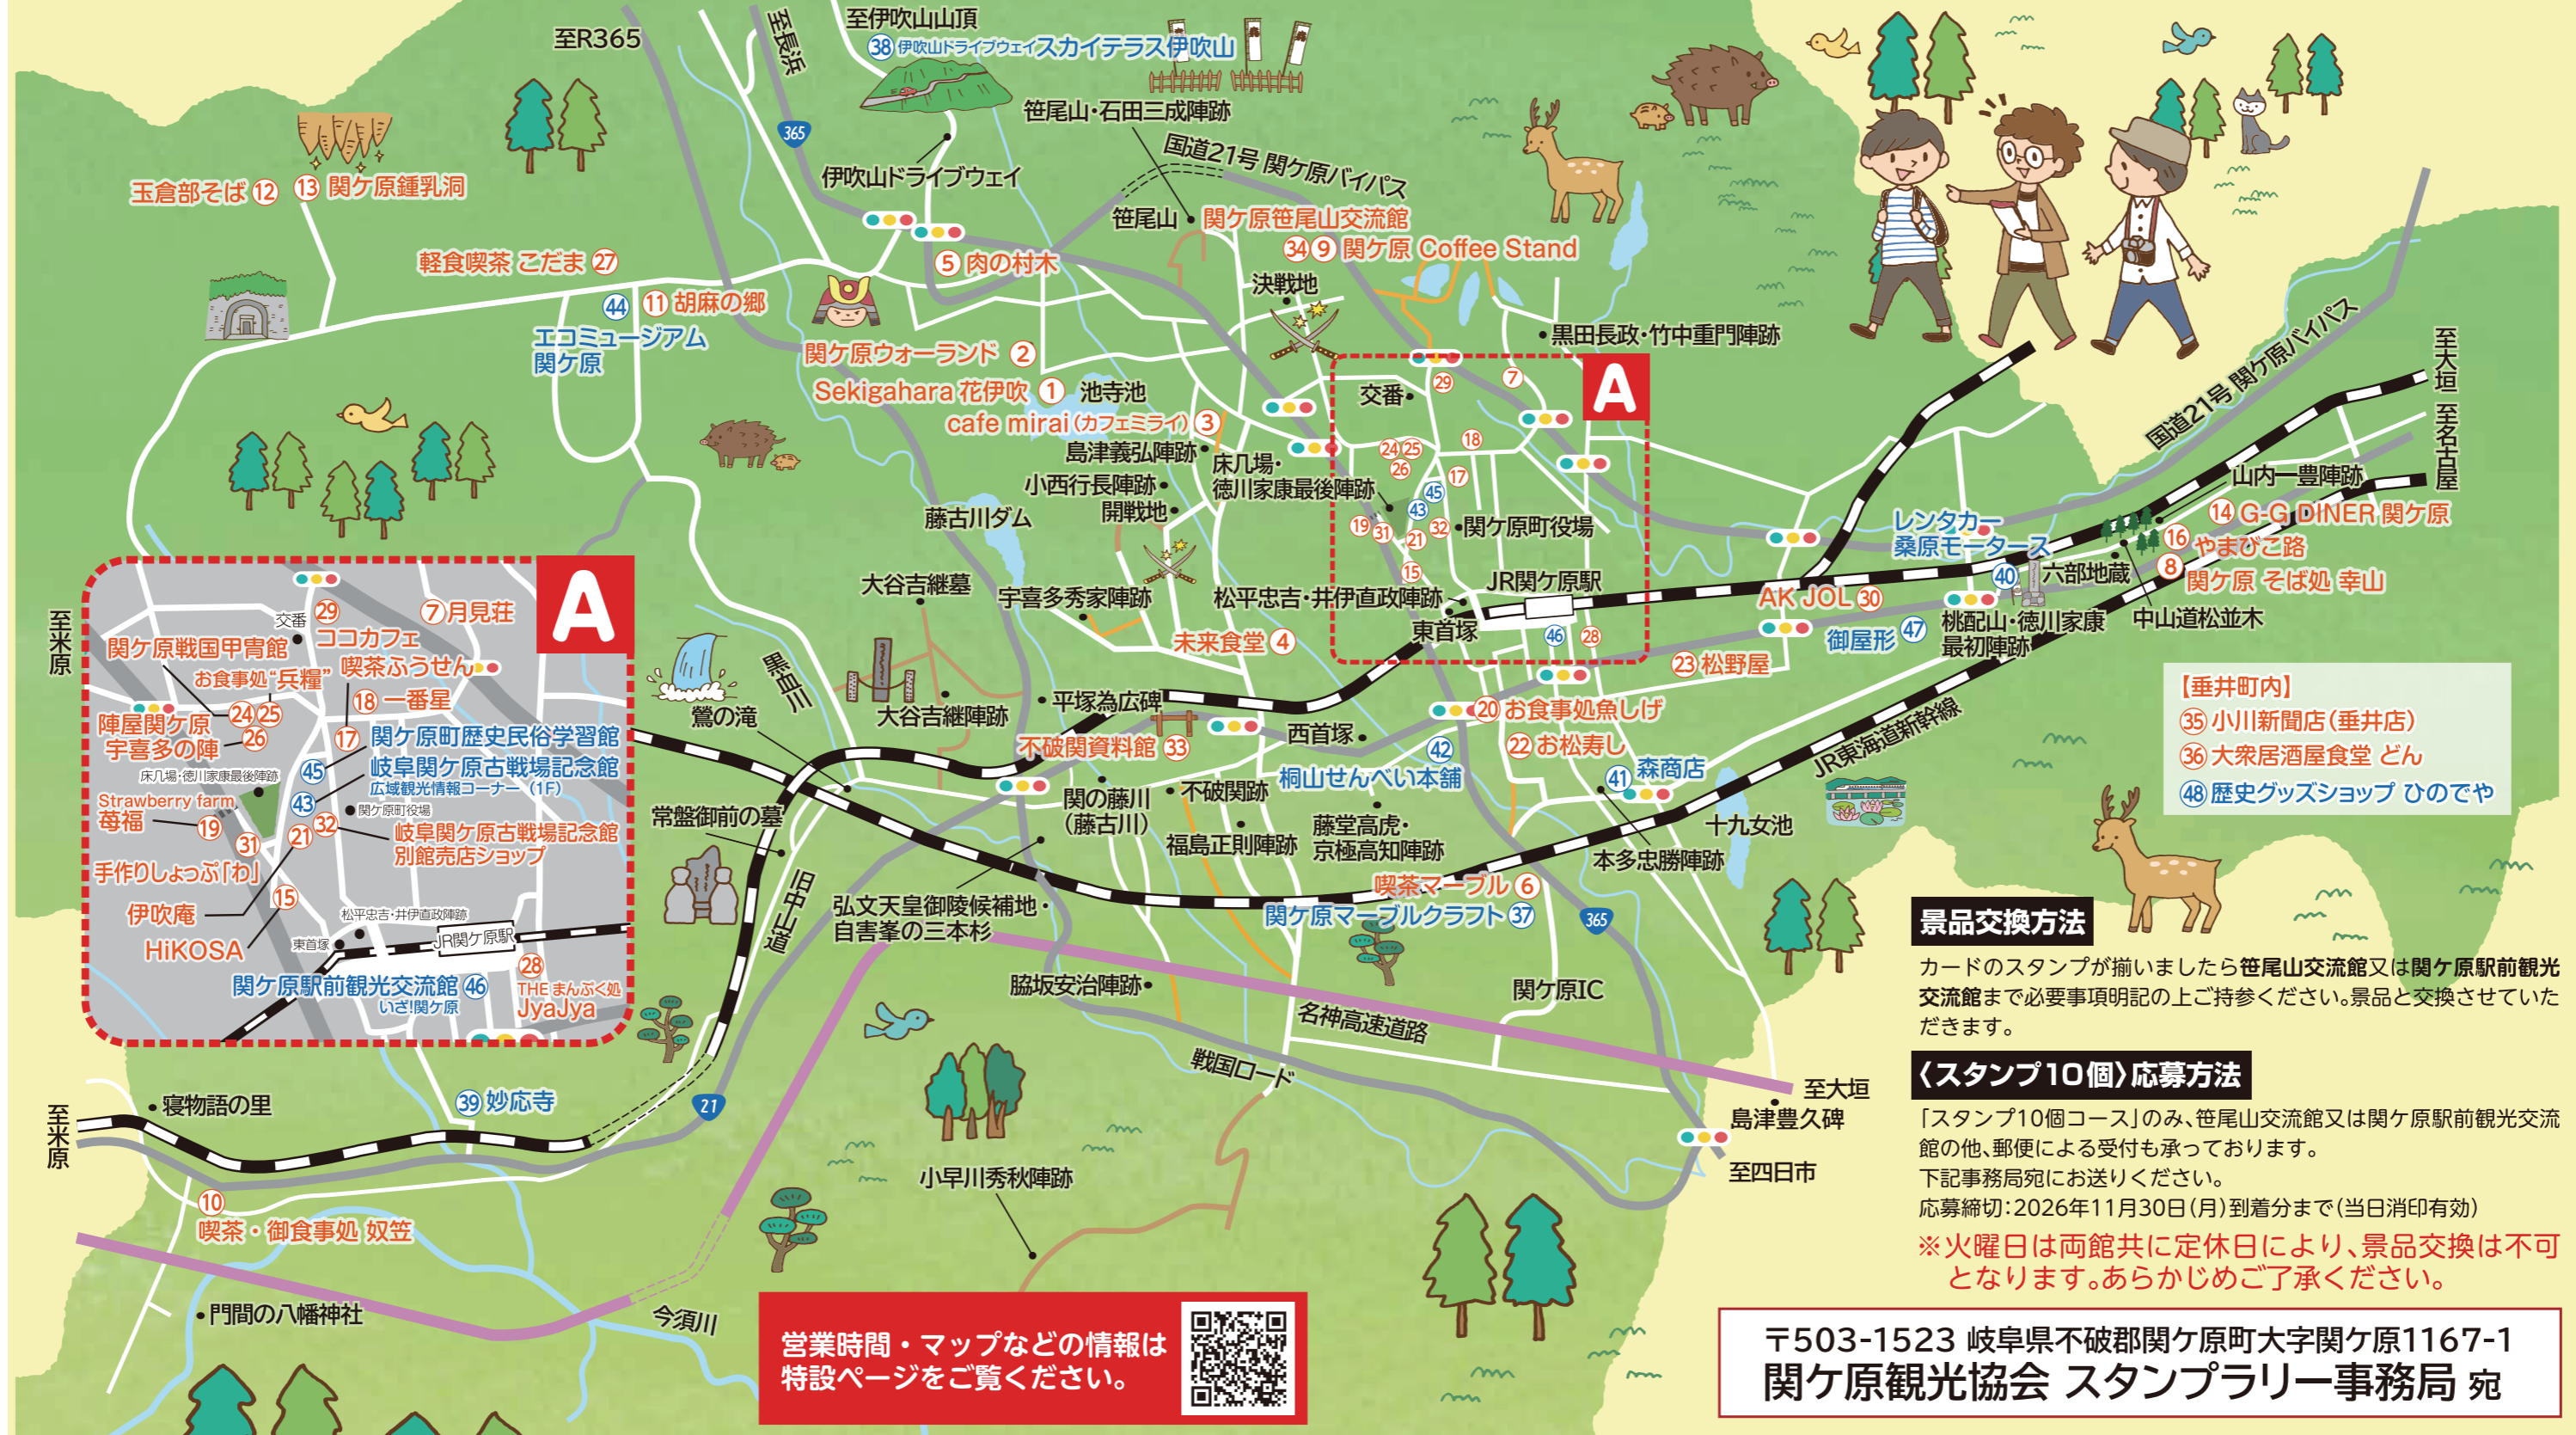 至R365
至長浜
至伊吹山山頂
㊳ 伊吹山ドライブウェイスカイテラス伊吹山
365
笹尾山・石田三成陣跡
国道21号 関ケ原バイパス
伊吹山ドライブウェイ
玉倉部そば ⑫
⑬ 関ケ原鍾乳洞
笹尾山
関ケ原笹尾山交流館
㉞⑨ 関ケ原 Coffee Stand
軽食喫茶 こだま ㉗
⑤ 肉の村木
決戦地
㊹
⑪ 胡麻の郷
エコミュージアム
関ケ原
黒田長政・竹中重門陣跡
関ケ原ウォーランド ②
Sekigahara 花伊吹 ①
池寺池
cafe mirai(カフェミライ) ③
島津義弘陣跡
小西行長陣跡
開戦地
床几場・
徳川家康最後陣跡
藤古川ダム
A
交番
㉙
⑦
⑱
㉔㉕
㉖
⑰
㊺
㊸
⑲
㉛
㉑
㉜
関ケ原町役場
⑮
JR関ケ原駅
松平忠吉・井伊直政陣跡
東首塚
㊻
㉘
国道21号 関ケ原バイパス
至大垣
至名古屋
山内一豊陣跡
⑭ G-G DINER 関ケ原
⑯ やまびこ路
⑧ 関ケ原 そば処 幸山
レンタカー
桑原モータース
㊵
六部地蔵
中山道松並木
AK JOL ㉚
御屋形 ㊼
桃配山・徳川家康
最初陣跡
㉓ 松野屋
大谷吉継墓
宇喜多秀家陣跡
未来食堂 ④
黒血川
鶯の滝
大谷吉継陣跡
平塚為広碑
不破関資料館 ㉝
西首塚
⑳ お食事処魚しげ
㉒ お松寿し
㊷
桐山せんべい本舗
㊶ 森商店
JR東海道新幹線
十九女池
本多忠勝陣跡
常盤御前の墓
関の藤川
(藤古川)
不破関跡
福島正則陣跡
藤堂高虎・
京極高知陣跡
喫茶マーブル ⑥
関ケ原マーブルクラフト ㊲
365
旧中山道
弘文天皇御陵候補地・
自害峯の三本杉
脇坂安治陣跡
関ケ原IC
名神高速道路
戦国ロード
至大垣
島津豊久碑
至四日市
小早川秀秋陣跡
至米原
A
交番
㉙
ココカフェ
⑦ 月見荘
関ケ原戦国甲冑館
お食事処“兵糧”
喫茶ふうせん
⑱ 一番星
陣屋関ケ原
宇喜多の陣
㉔㉕
㉖
⑰
関ケ原町歴史民俗学習館
㊺
岐阜関ケ原古戦場記念館
広域観光情報コーナー(1F)
㊸
床几場・徳川家康最後陣跡
関ケ原町役場
Strawberry farm
苺福
⑲
㉛
㉑
㉜
岐阜関ケ原古戦場記念館
別館売店ショップ
手作りしょっぷ「わ」
⑮
伊吹庵
HiKOSA
松平忠吉・井伊直政陣跡
東首塚
JR関ケ原駅
関ケ原駅前観光交流館 ㊻
いざ!関ケ原
㉘
THE まんぷく処
JyaJya
至米原
寝物語の里
㊴ 妙応寺
21
⑩
喫茶・御食事処 奴笠
門間の八幡神社
今須川
営業時間・マップなどの情報は
特設ページをご覧ください。
【垂井町内】
㉟ 小川新聞店(垂井店)
㊱ 大衆居酒屋食堂 どん
㊽ 歴史グッズショップ ひのでや
景品交換方法
カードのスタンプが揃いましたら笹尾山交流館又は関ケ原駅前観光
交流館まで必要事項明記の上ご持参ください。景品と交換させていた
だきます。
〈スタンプ10個〉応募方法
「スタンプ10個コース」のみ、笹尾山交流館又は関ケ原駅前観光交流
館の他、郵便による受付も承っております。
下記事務局宛にお送りください。
応募締切:2026年11月30日(月)到着分まで(当日消印有効)
※火曜日は両館共に定休日により、景品交換は不可
となります。あらかじめご了承ください。
〒503-1523 岐阜県不破郡関ケ原町大字関ケ原1167-1
関ケ原観光協会 スタンプラリー事務局 宛